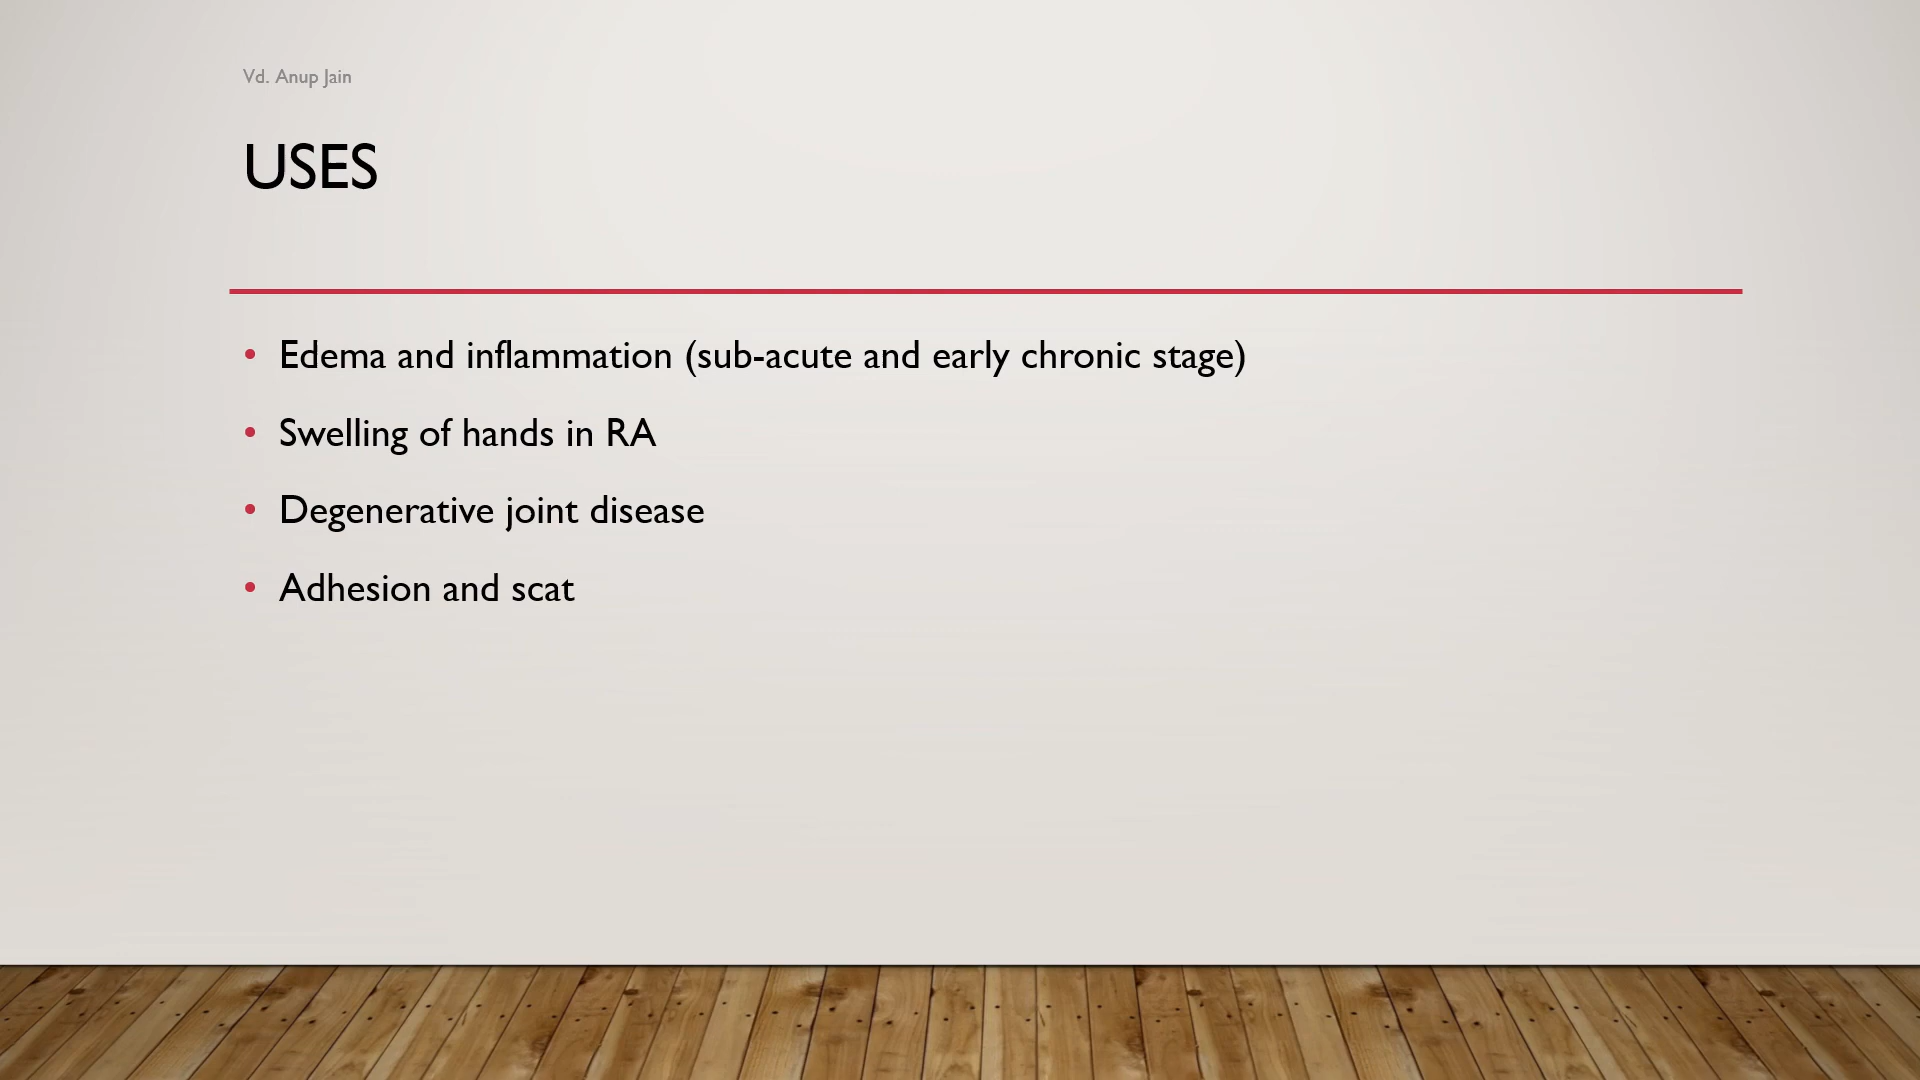 Vd. Anup Jain
USES
• Edema and inflammation (sub-acute and early chronic stage)
• Swelling of hands in RA
• Degenerative joint disease
• Adhesion and scat